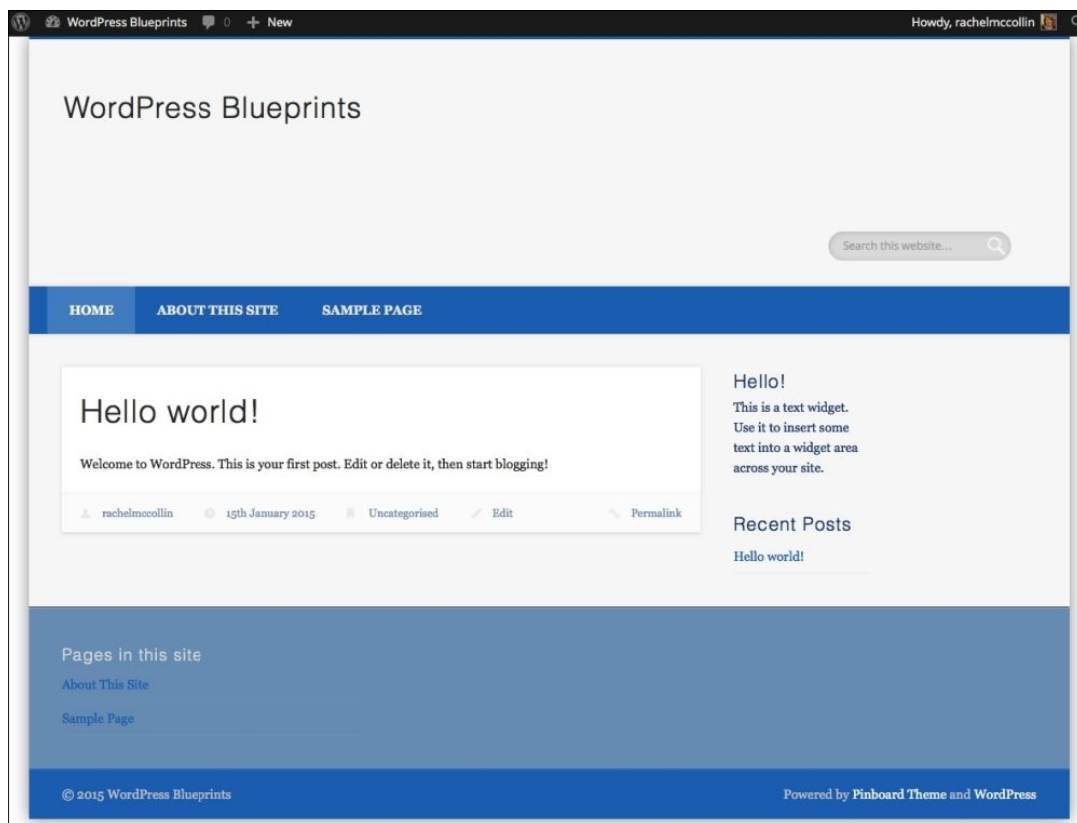 WordPress Blueprints 0 + New Howdy, rachelmccollin
WordPress Blueprints
Search this website...
HOME ABOUT THIS SITE SAMPLE PAGE
Hello world!
Welcome to WordPress. This is your first post. Edit or delete it, then start blogging!
rachelmccollin 15th January 2015 Uncategorised Edit Permalink
Hello!
This is a text widget.
Use it to insert some
text into a widget area
across your site.
Recent Posts
Hello world!
Pages in this site
About This Site
Sample Page
© 2015 WordPress Blueprints Powered by Pinboard Theme and WordPress